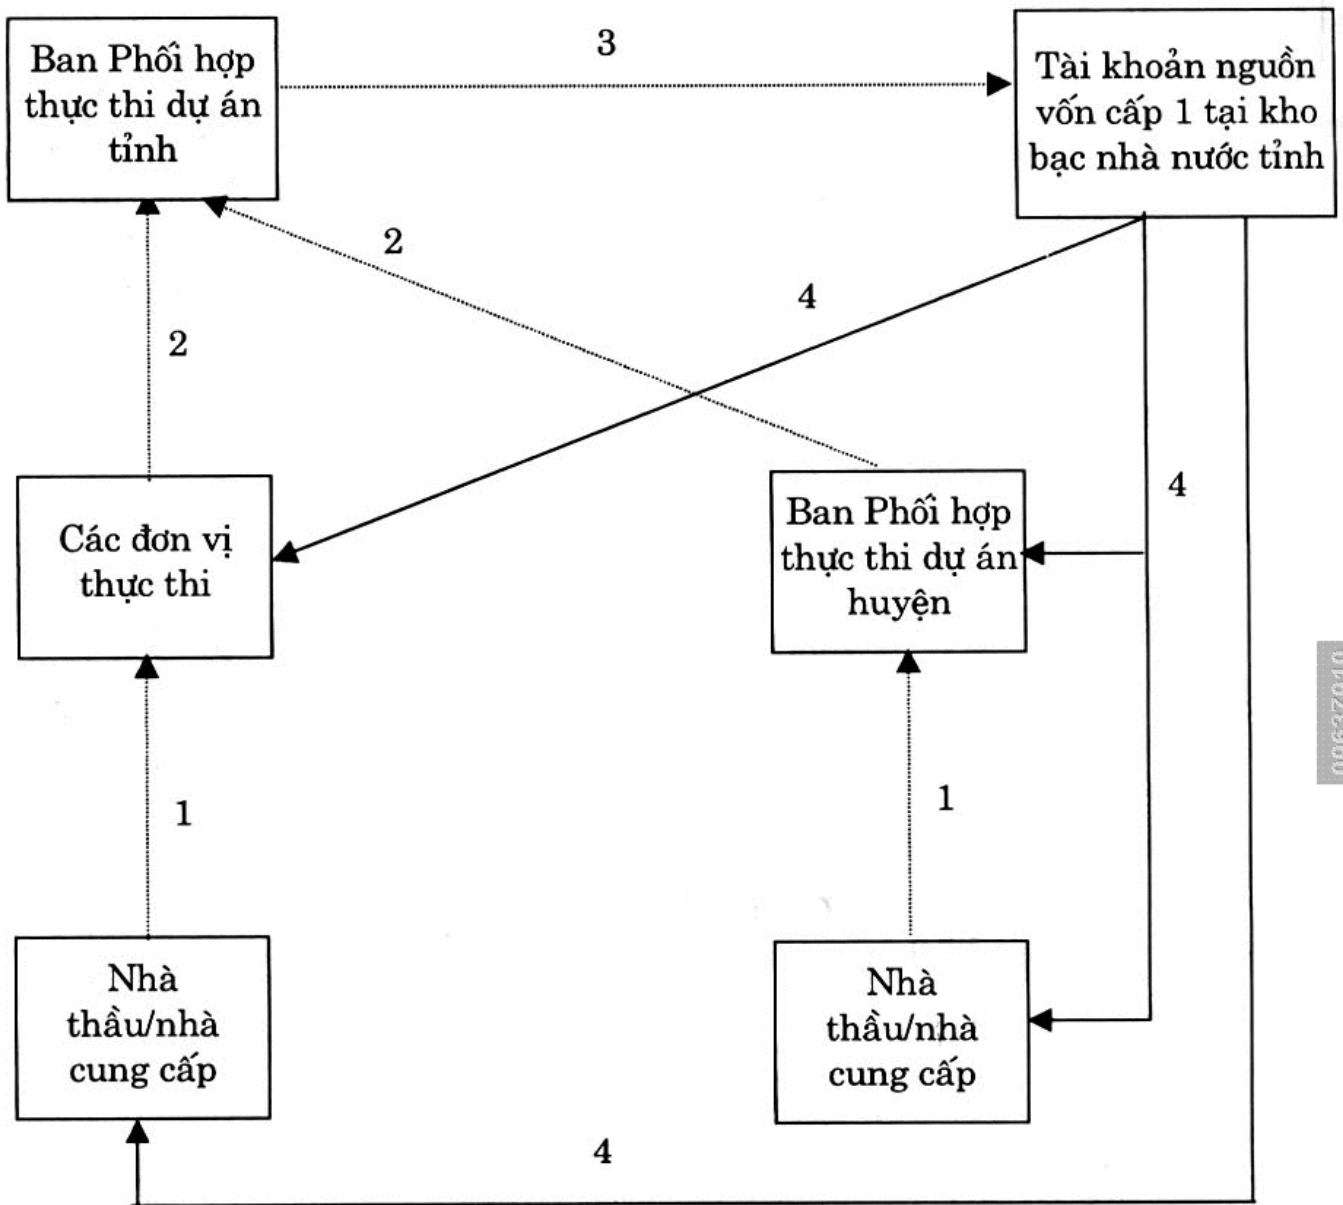 Ban Phối hợp
thực thi dự án
tỉnh
3
Tài khoản nguồn
vốn cấp 1 tại kho
bạc nhà nước tỉnh
2
4
2
4
Các đơn vị
thực thi
Ban Phối hợp
thực thi dự án
huyện
1
1
Nhà
thầu/nhà
cung cấp
Nhà
thầu/nhà
cung cấp
4